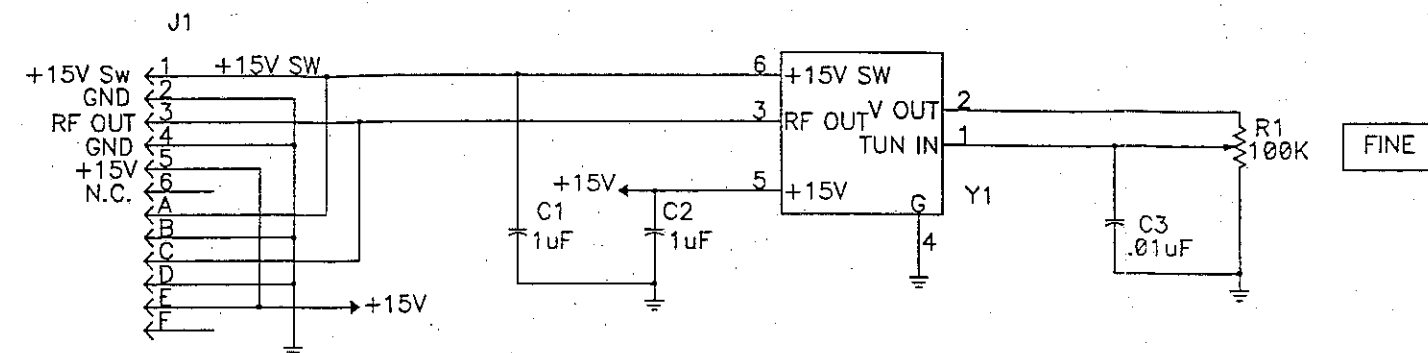 J1
+15V Sw 1 +15V SW
GND 2
RF OUT 3
GND 4
+15V 5
N.C. 6
A
B
C
D
E +15V
F
6 +15V SW
3 RF OUT
5 +15V
+15V
V OUT 2
TUN IN 1
G
4
Y1
C1
1uF
C2
1uF
C3
.01uF
R1
100K
FINE